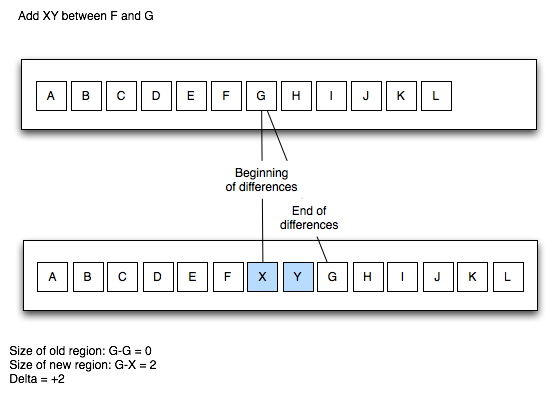 Add XY between F and G
A B C D E F G H I J K L
Beginning
of differences
End of
differences
A B C D E F X Y G H I J K L
Size of old region: G-G = 0
Size of new region: G-X = 2
Delta = +2